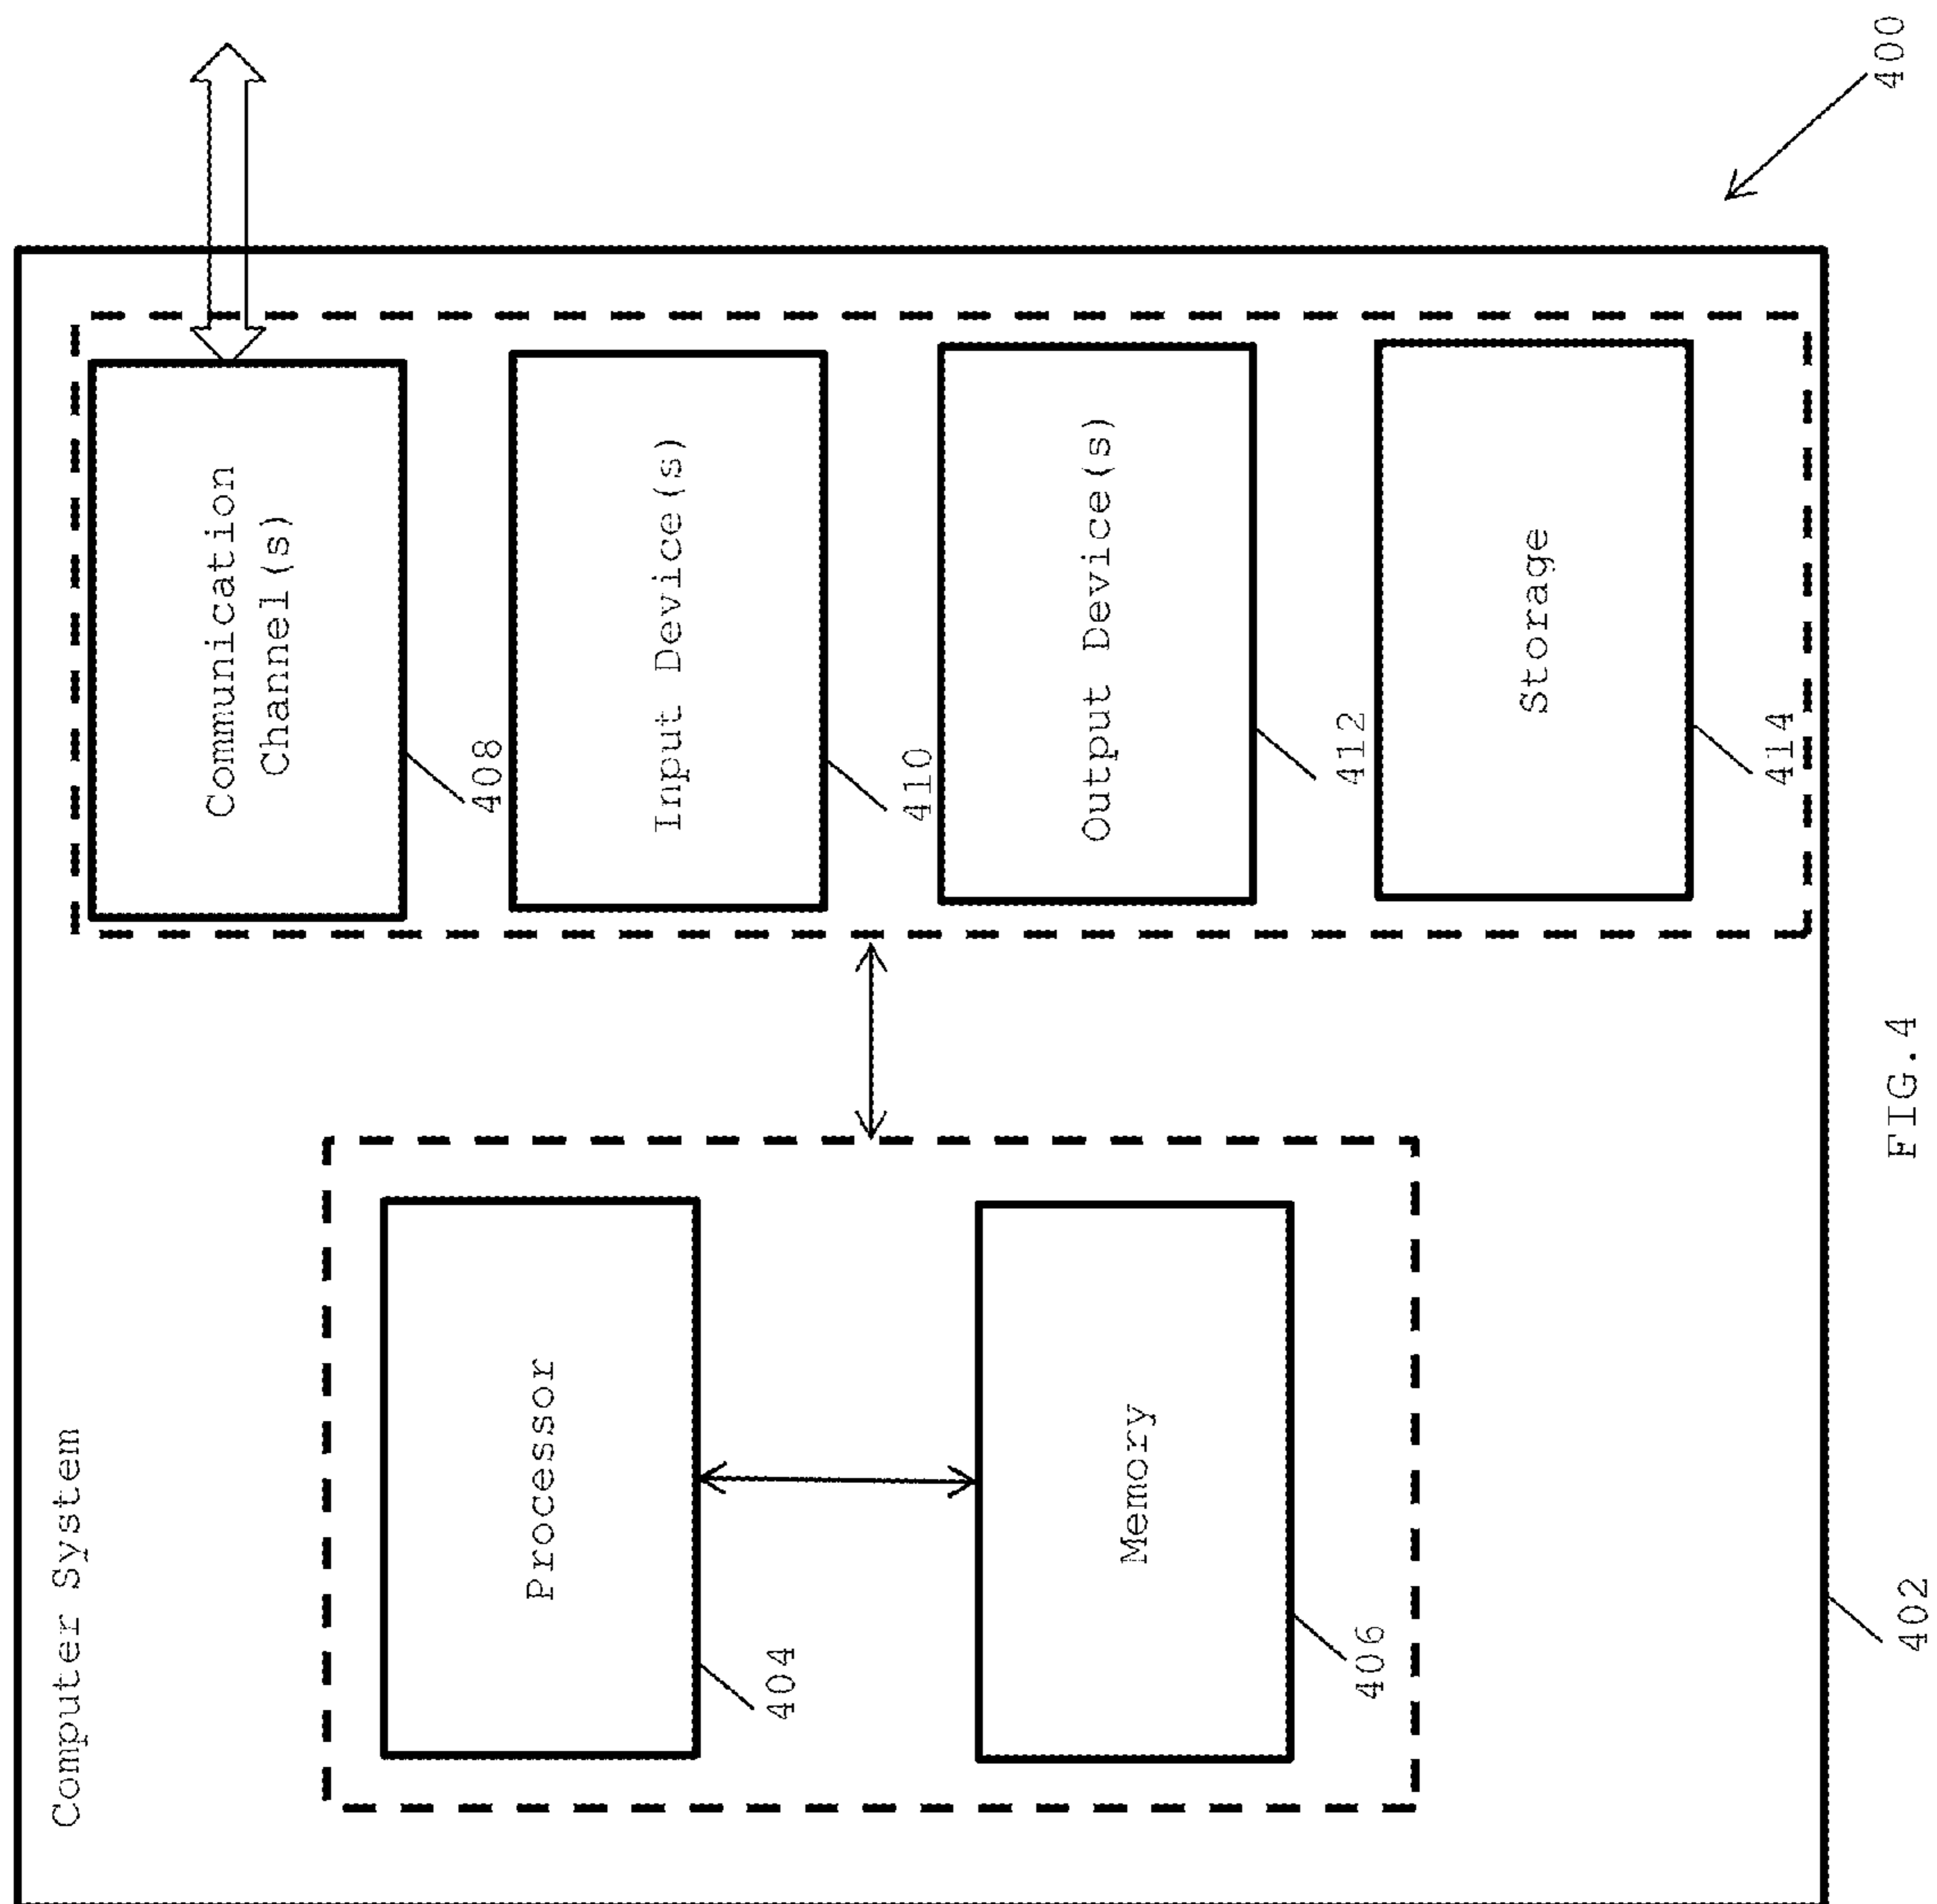 Computer System
Processor
404
Memory
406
Communication
Channel(s)
408
Input Device(s)
410
Output Device(s)
412
Storage
414
402
400
FIG.4